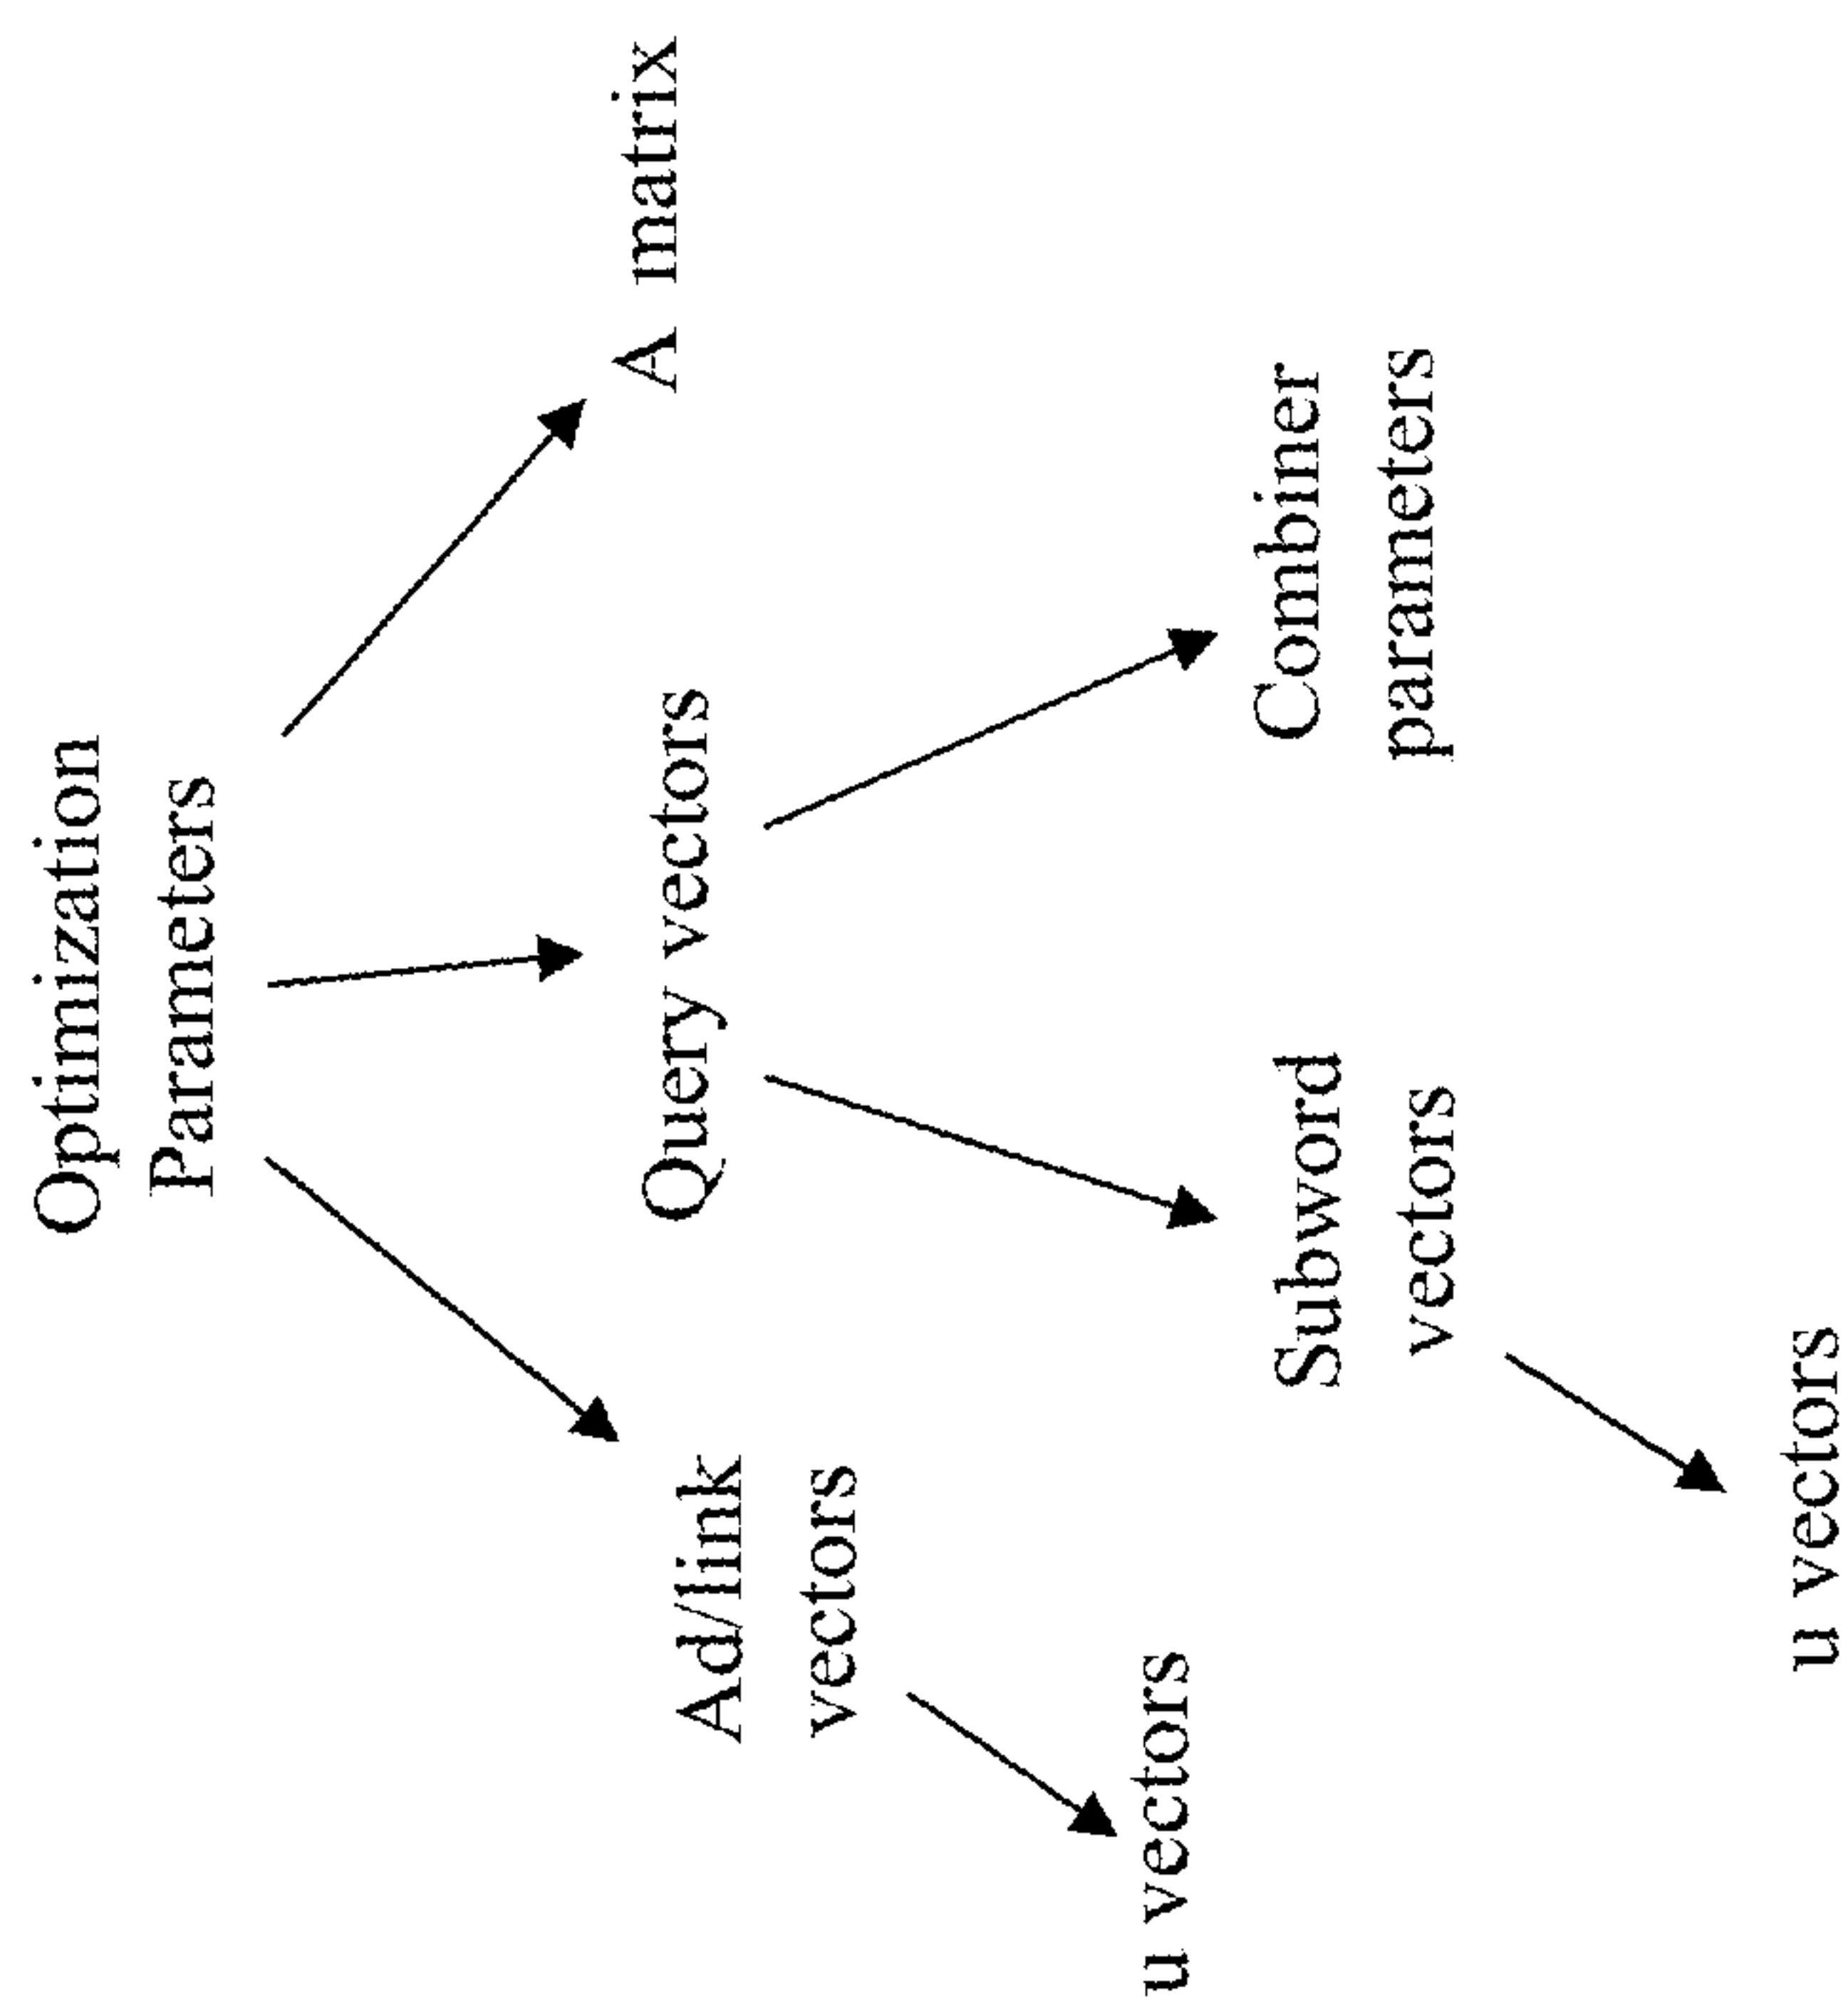 Optimization
Parameters
Ad/link
vectors
Query vectors
A matrix
u vectors
Subword
vectors
Combiner
parameters
u vectors